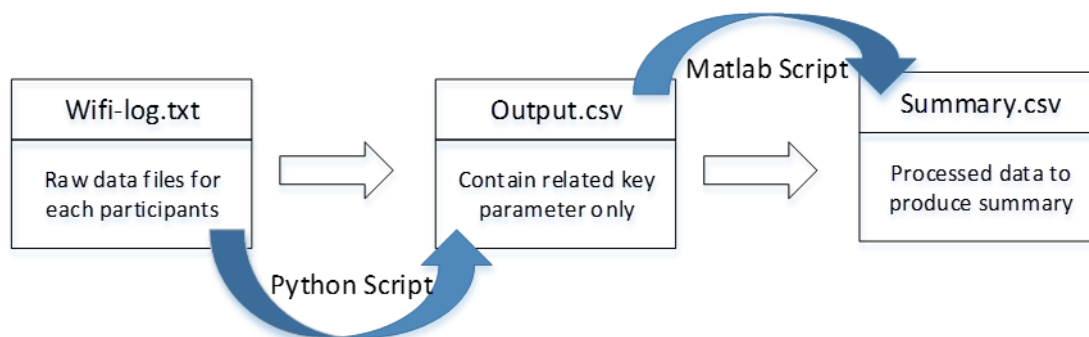 Wifi-log.txt
Raw data files for
each participants
Python Script
Output.csv
Contain related key
parameter only
Matlab Script
Summary.csv
Processed data to
produce summary